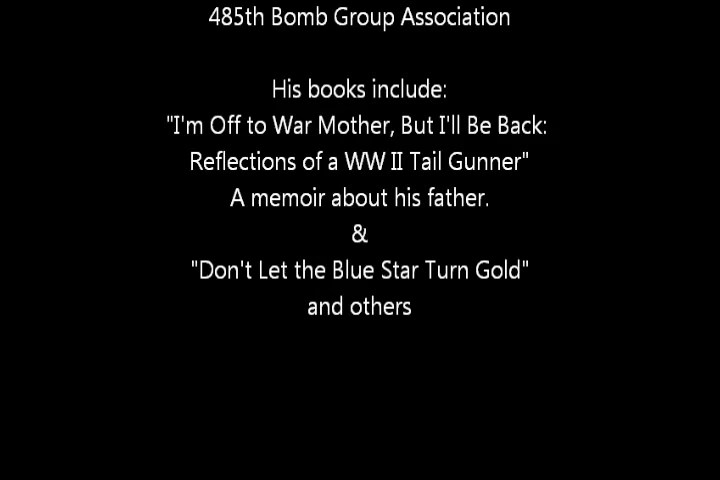 485th Bomb Group Association
His books include:
"I'm Off to War Mother, But I'll Be Back:
Reflections of a WW II Tail Gunner"
A memoir about his father.
&
"Don't Let the Blue Star Turn Gold"
and others